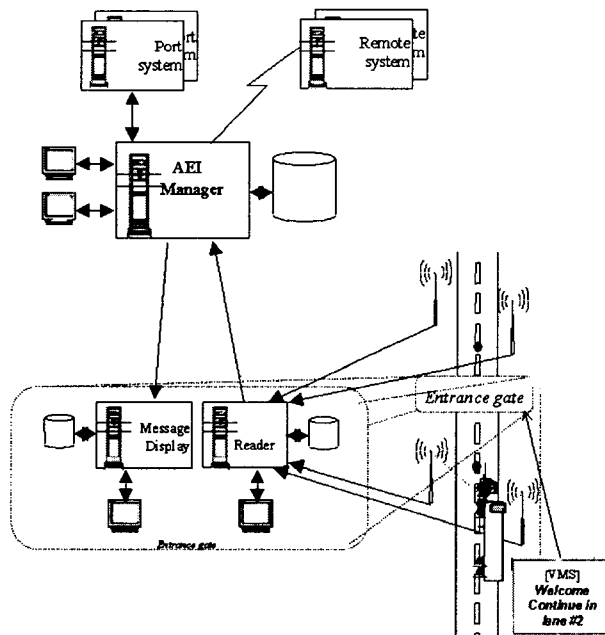 Port
system
Remote
system
AEI
Manager
Message
Display
Reader
Entrance gate
Entrance gate
[VMS]
Welcome
Continue in
lane #2